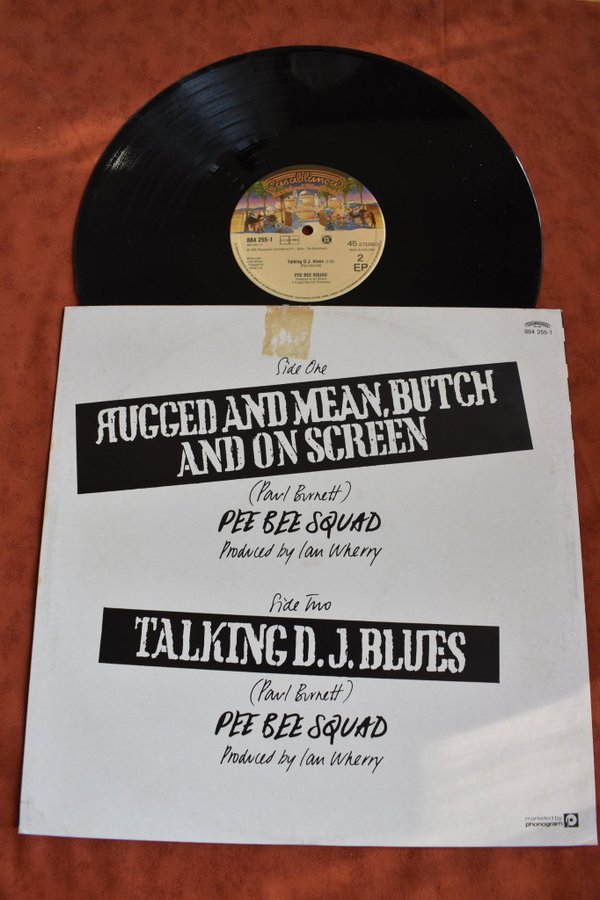 Casablanca
884 255-1
45 STEREO
2
EP
Talking D.J. blues
PEE BEE SQUAD
884 255-1
Side One
ЯUGGED AND MEAN, BUTCH
AND ON SCREEN
(Paul Burnett)
PEE BEE SQUAD
Produced by Ian Wherry
Side Two
TALKING D.J. BLUES
(Paul Burnett)
PEE BEE SQUAD
Produced by Ian Wherry
marketed by
phonogram